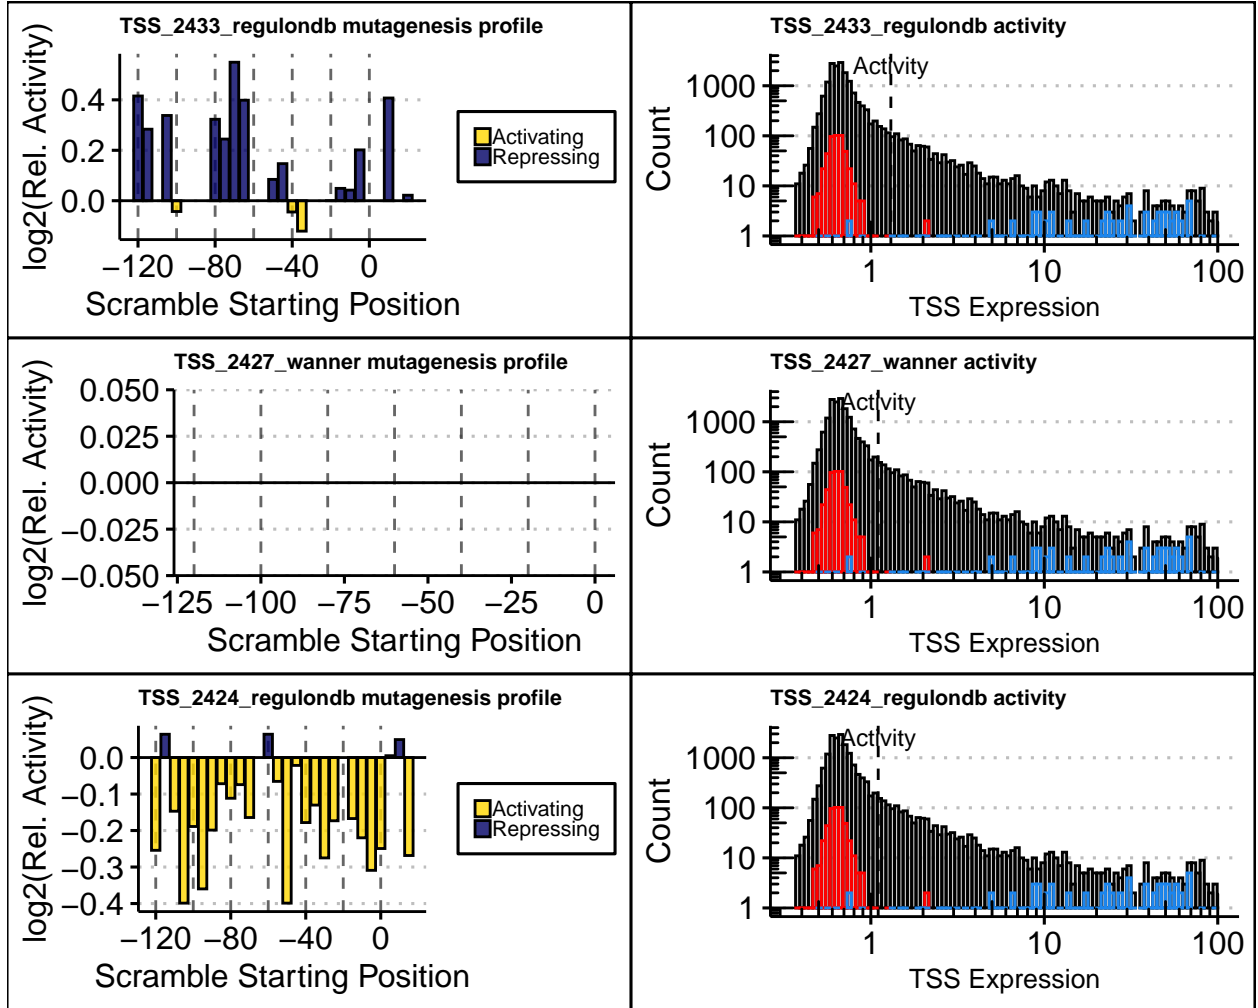 TSS_2433_regulondb mutagenesis profile
log2(Rel. Activity)
0.4
0.2
0.0
−120 −80 −40 0
Scramble Starting Position
Activating
Repressing
TSS_2433_regulondb activity
Activity
Count
1000
100
10
1
1 10 100
TSS Expression
TSS_2427_wanner mutagenesis profile
log2(Rel. Activity)
0.050
0.025
0.000
−0.025
−0.050
−125 −100 −75 −50 −25 0
Scramble Starting Position
TSS_2427_wanner activity
Activity
Count
1000
100
10
1
1 10 100
TSS Expression
TSS_2424_regulondb mutagenesis profile
log2(Rel. Activity)
0.0
−0.1
−0.2
−0.3
−0.4
−120 −80 −40 0
Scramble Starting Position
Activating
Repressing
TSS_2424_regulondb activity
Activity
Count
1000
100
10
1
1 10 100
TSS Expression